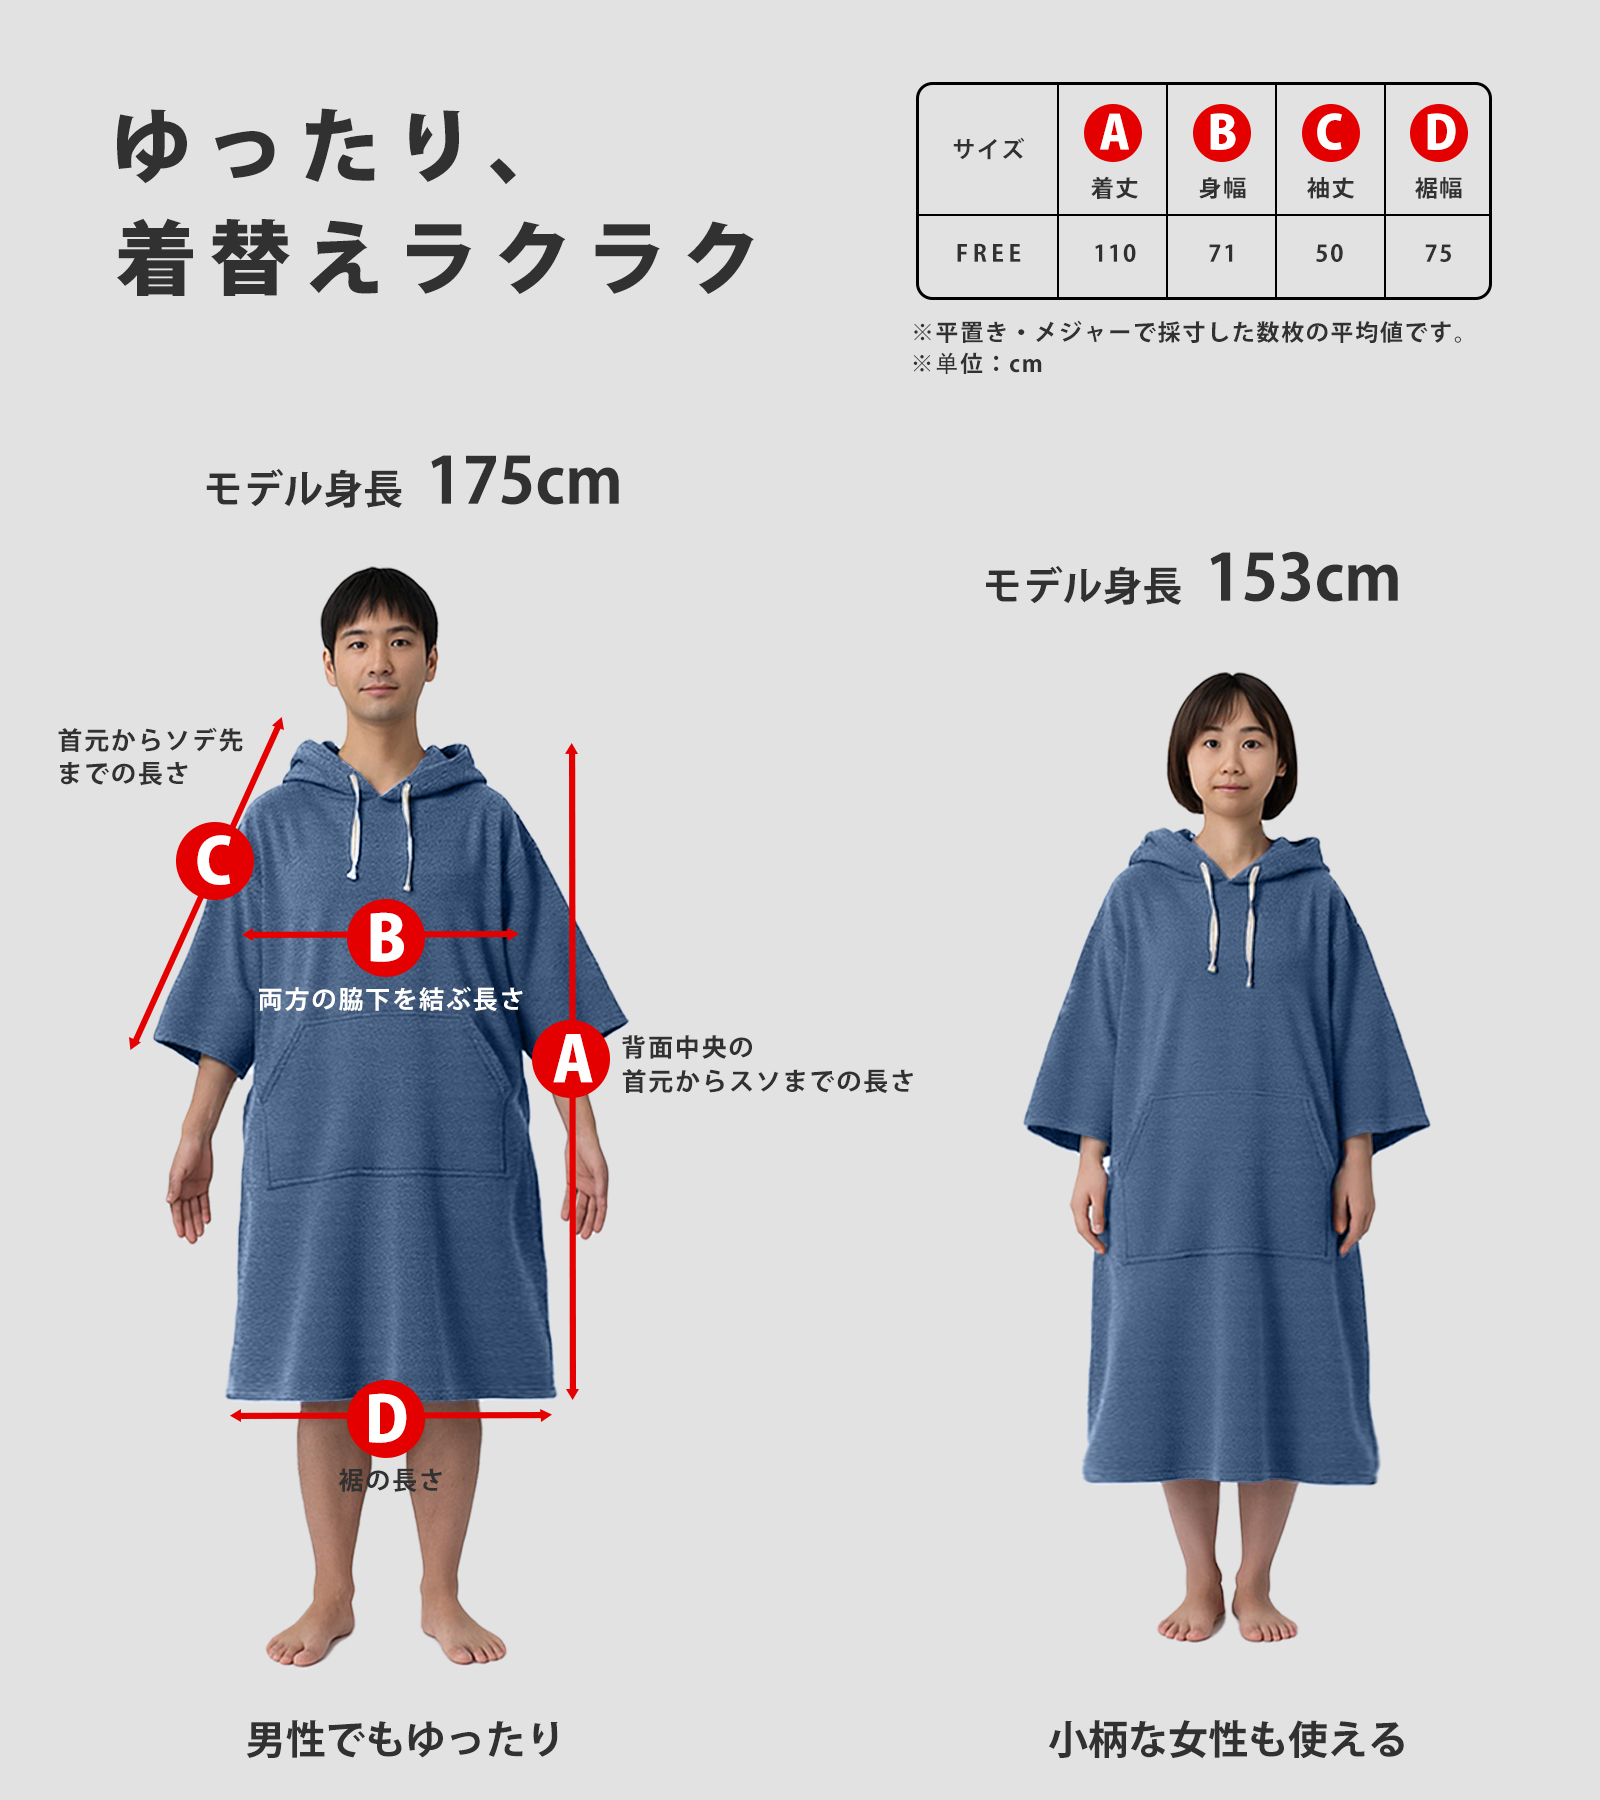 ゆったり、
着替えラクラク
サイズ A 着丈 B 身幅 C 袖丈 D 裾幅
FREE 110 71 50 75
※平置き・メジャーで採寸した数枚の平均値です。
※単位：cm
モデル身長 175cm
モデル身長 153cm
首元からソデ先
までの長さ
C
B
両方の脇下を結ぶ長さ
A
背面中央の
首元からスソまでの長さ
D
裾の長さ
男性でもゆったり
小柄な女性も使える